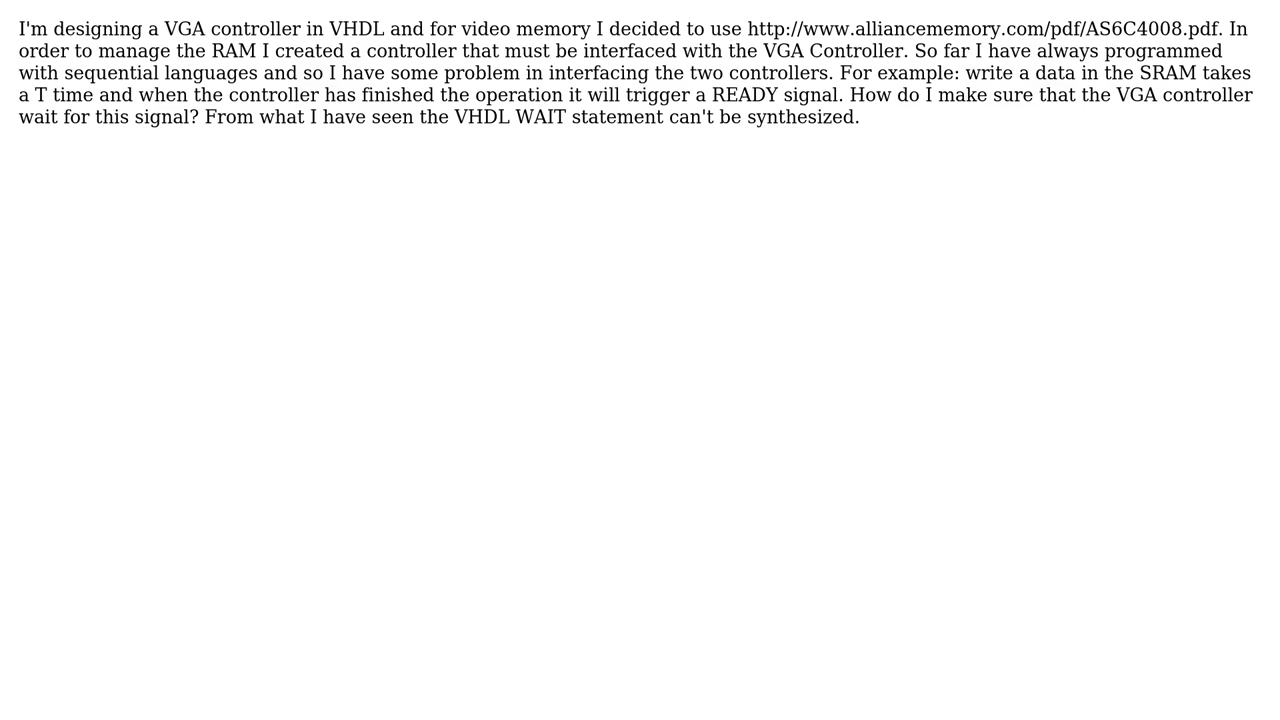 I'm designing a VGA controller in VHDL and for video memory I decided to use http://www.alliancememory.com/pdf/AS6C4008.pdf. In
order to manage the RAM I created a controller that must be interfaced with the VGA Controller. So far I have always programmed
with sequential languages and so I have some problem in interfacing the two controllers. For example: write a data in the SRAM takes
a T time and when the controller has finished the operation it will trigger a READY signal. How do I make sure that the VGA controller
wait for this signal? From what I have seen the VHDL WAIT statement can't be synthesized.